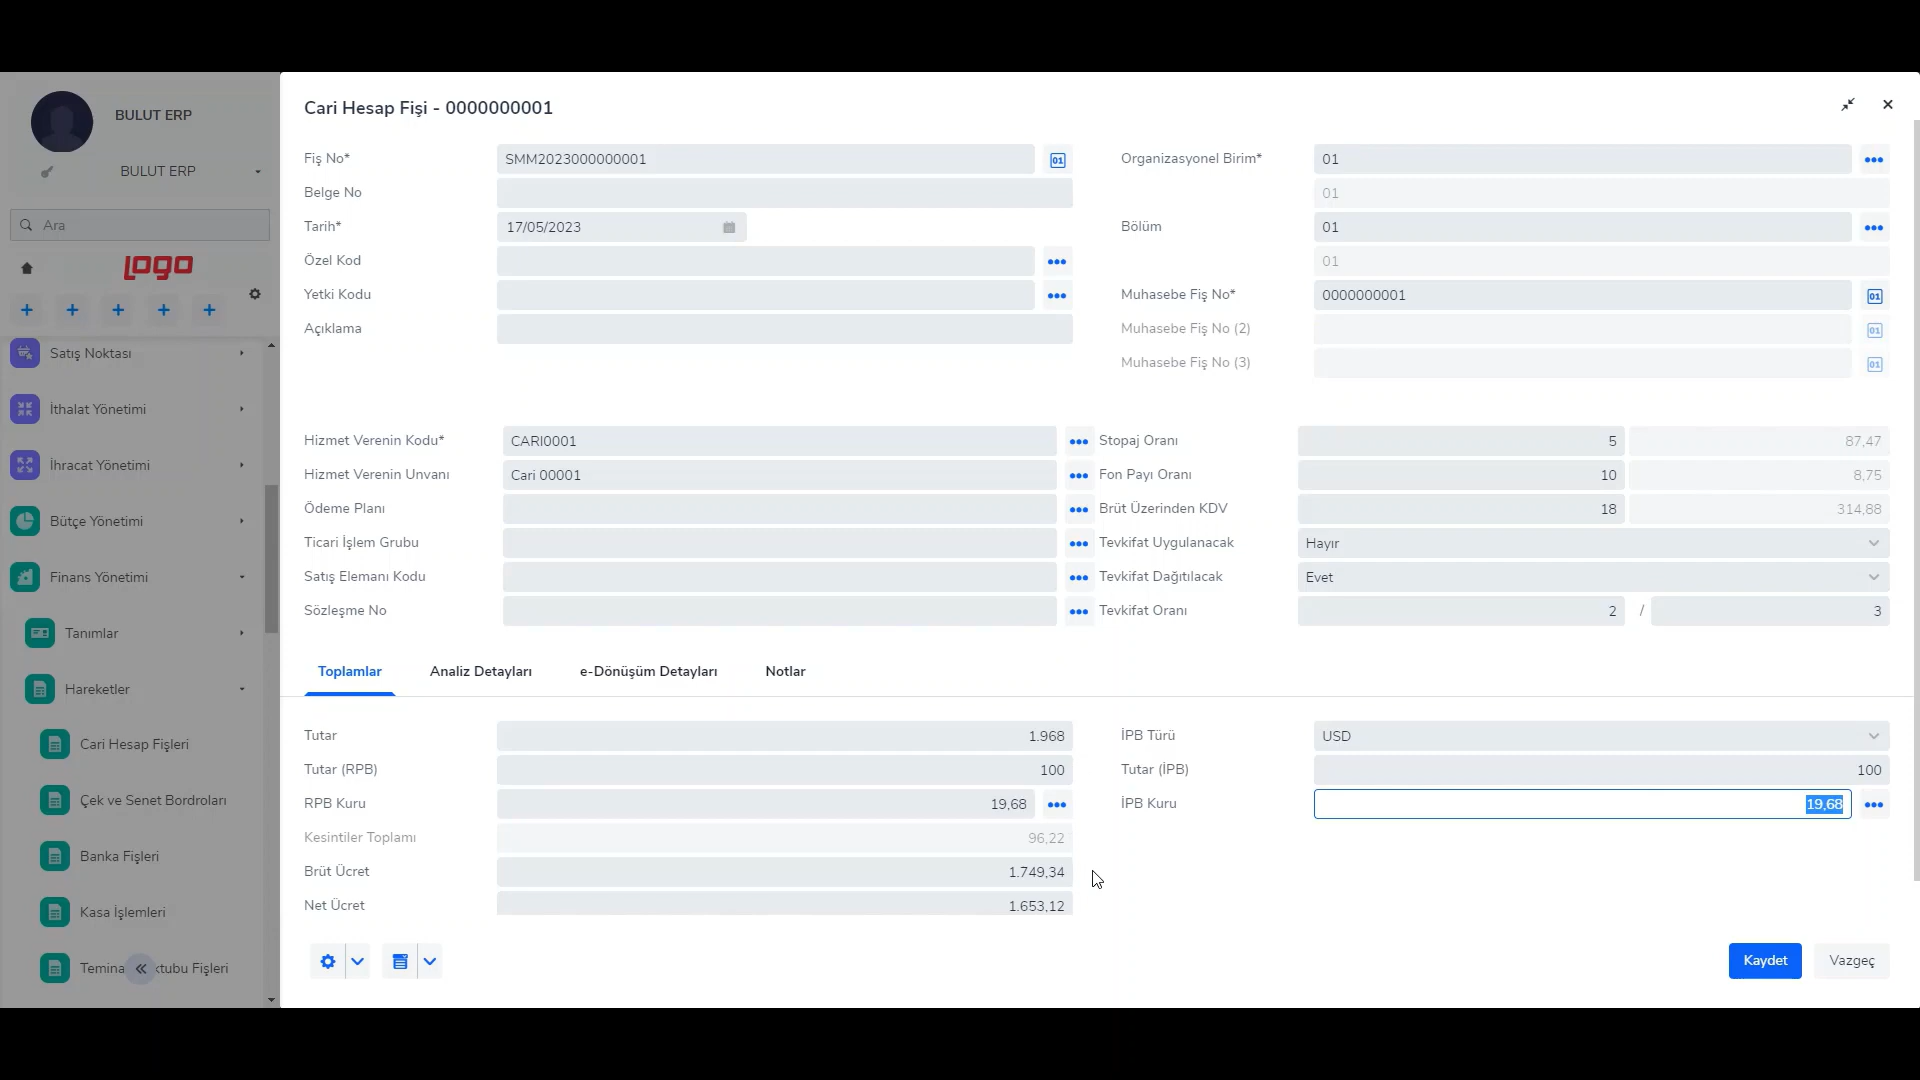 BULUT ERP
BULUT ERP
Ara
logo
Satış Noktası
İthalat Yönetimi
İhracat Yönetimi
Bütçe Yönetimi
Finans Yönetimi
Tanımlar
Hareketler
Cari Hesap Fişleri
Çek ve Senet Bordroları
Banka Fişleri
Kasa İşlemleri
Fişleri
Cari Hesap Fişi - 0000000001
Fiş No* SMM2023000000001 01
Belge No
Tarih* 17/05/2023
Özel Kod
Yetki Kodu
Açıklama
Organizasyonel Birim* 01
01
Bölüm 01
01
Muhasebe Fiş No* 0000000001 01
Muhasebe Fiş No (2) 01
Muhasebe Fiş No (3) 01
Hizmet Verenin Kodu* CARI0001
Hizmet Verenin Unvanı Cari 00001
Ödeme Planı
Ticari İşlem Grubu
Satış Elemanı Kodu
Sözleşme No
Stopaj Oranı 5 87,47
Fon Payı Oranı 10 8,75
Brüt Üzerinden KDV 18 314,88
Tevkifat Uygulanacak Hayır
Tevkifat Dağıtılacak Evet
Tevkifat Oranı 2 / 3
Toplamlar Analiz Detayları e-Dönüşüm Detayları Notlar
Tutar 1.968
Tutar (RPB) 100
RPB Kuru 19,68
Kesintiler Toplamı 96,22
Brüt Ücret 1.749,34
Net Ücret 1.653,12
İPB Türü USD
Tutar (İPB) 100
İPB Kuru 19,68
Kaydet Vazgeç